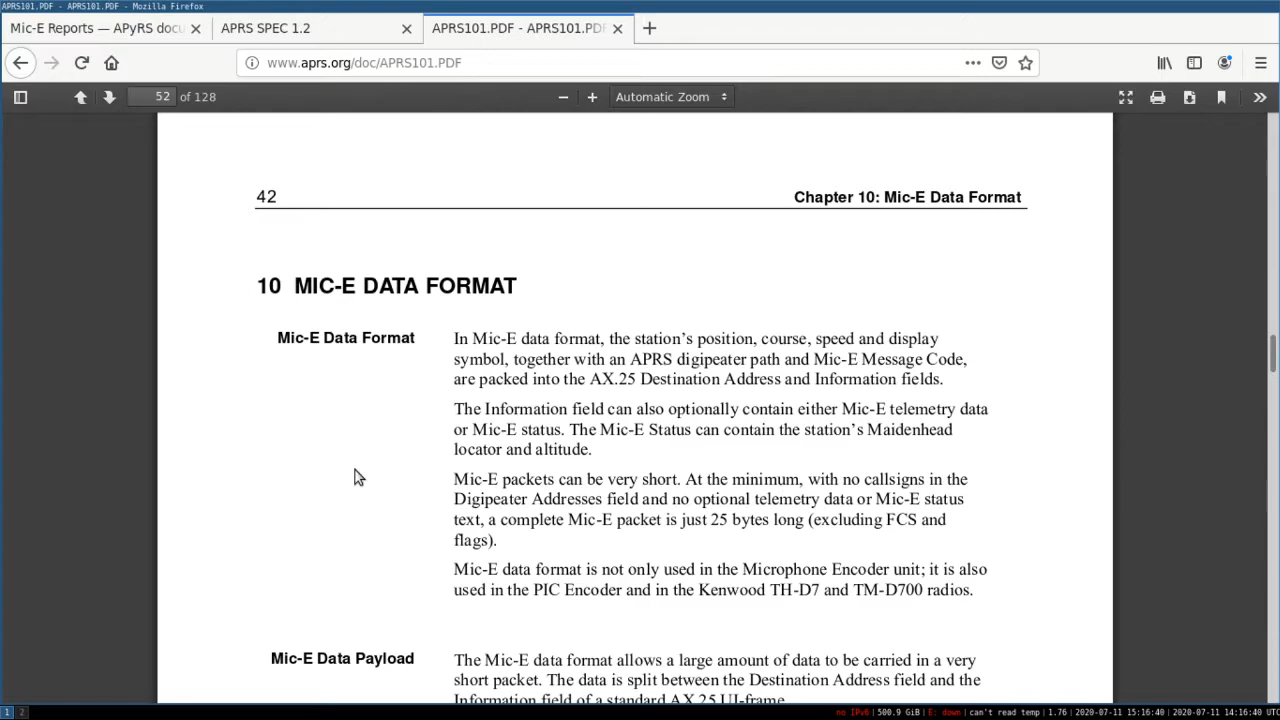 APRS101.PDF - APRS101.PDF - Mozilla Firefox
Mic-E Reports — APyRS docu
APRS SPEC 1.2
APRS101.PDF - APRS101.PDF
www.aprs.org/doc/APRS101.PDF
52 of 128
Automatic Zoom
42
Chapter 10: Mic-E Data Format
10 MIC-E DATA FORMAT
Mic-E Data Format
In Mic-E data format, the station's position, course, speed and display
symbol, together with an APRS digipeater path and Mic-E Message Code,
are packed into the AX.25 Destination Address and Information fields.
The Information field can also optionally contain either Mic-E telemetry data
or Mic-E status. The Mic-E Status can contain the station's Maidenhead
locator and altitude.
Mic-E packets can be very short. At the minimum, with no callsigns in the
Digipeater Addresses field and no optional telemetry data or Mic-E status
text, a complete Mic-E packet is just 25 bytes long (excluding FCS and
flags).
Mic-E data format is not only used in the Microphone Encoder unit; it is also
used in the PIC Encoder and in the Kenwood TH-D7 and TM-D700 radios.
Mic-E Data Payload
The Mic-E data format allows a large amount of data to be carried in a very
short packet. The data is split between the Destination Address field and the
Information field of a standard AX.25 UI-frame.
1 2
no IPv6 | 500.9 GiB | E: down | can't read temp | 1.76 | 2020-07-11 15:16:40 | 2020-07-11 14:16:40 UTC